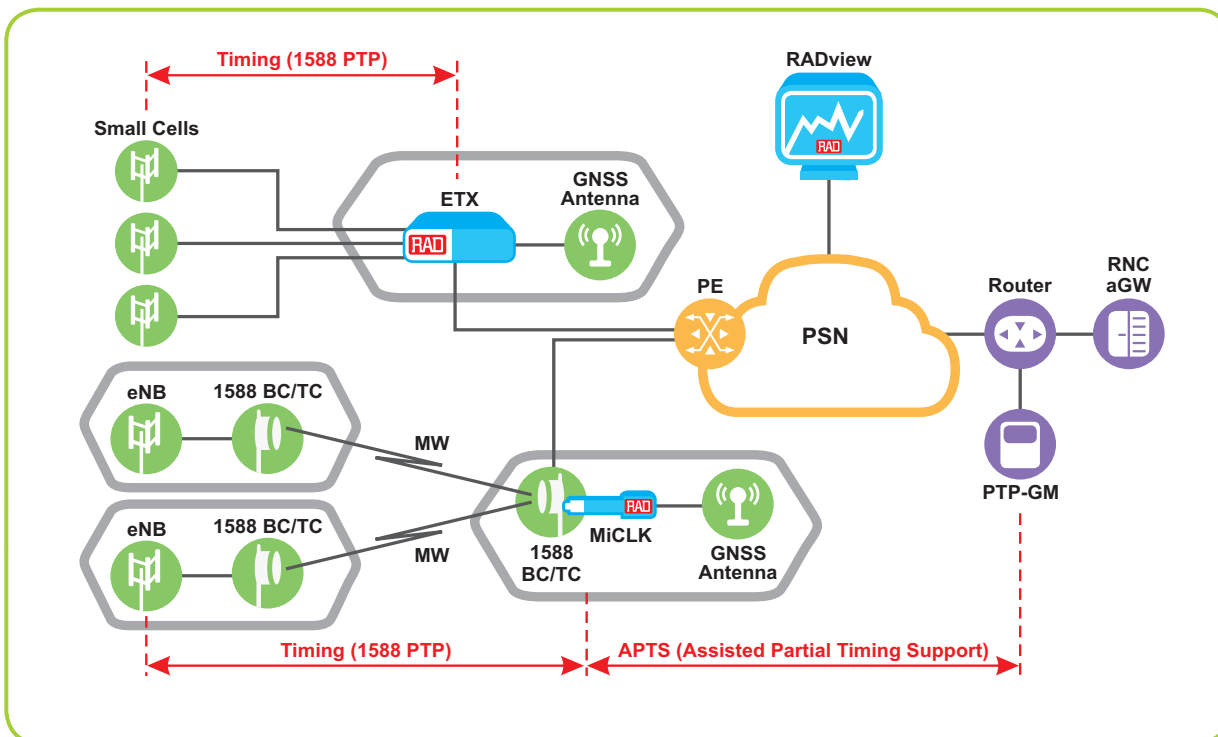 Timing (1588 PTP)
RADview
RAD
Small Cells
ETX
RAD
GNSS
Antenna
PE
PSN
Router
RNC
aGW
PTP-GM
eNB
1588 BC/TC
MW
eNB
1588 BC/TC
MW
1588
BC/TC
RAD
MiCLK
GNSS
Antenna
Timing (1588 PTP)
APTS (Assisted Partial Timing Support)